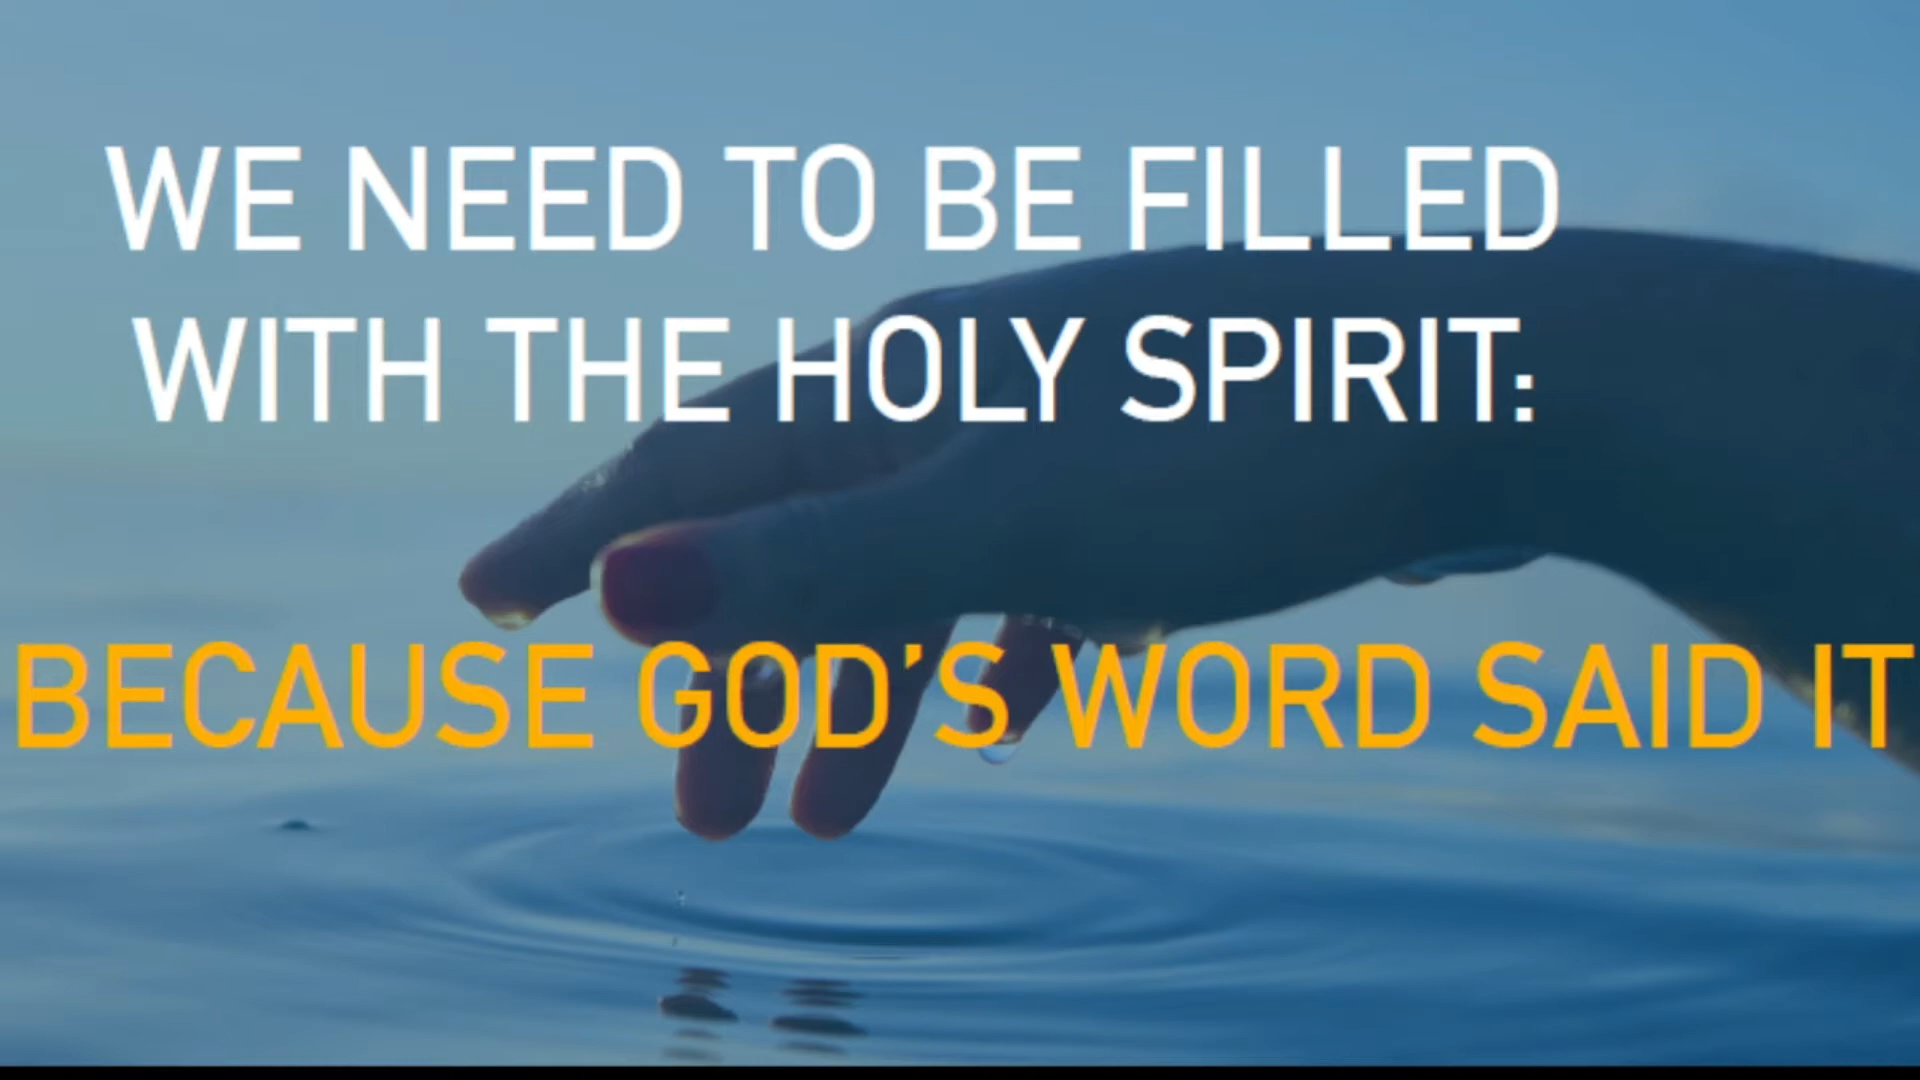 WE NEED TO BE FILLED
WITH THE HOLY SPIRIT:
BECAUSE GOD'S WORD SAID IT